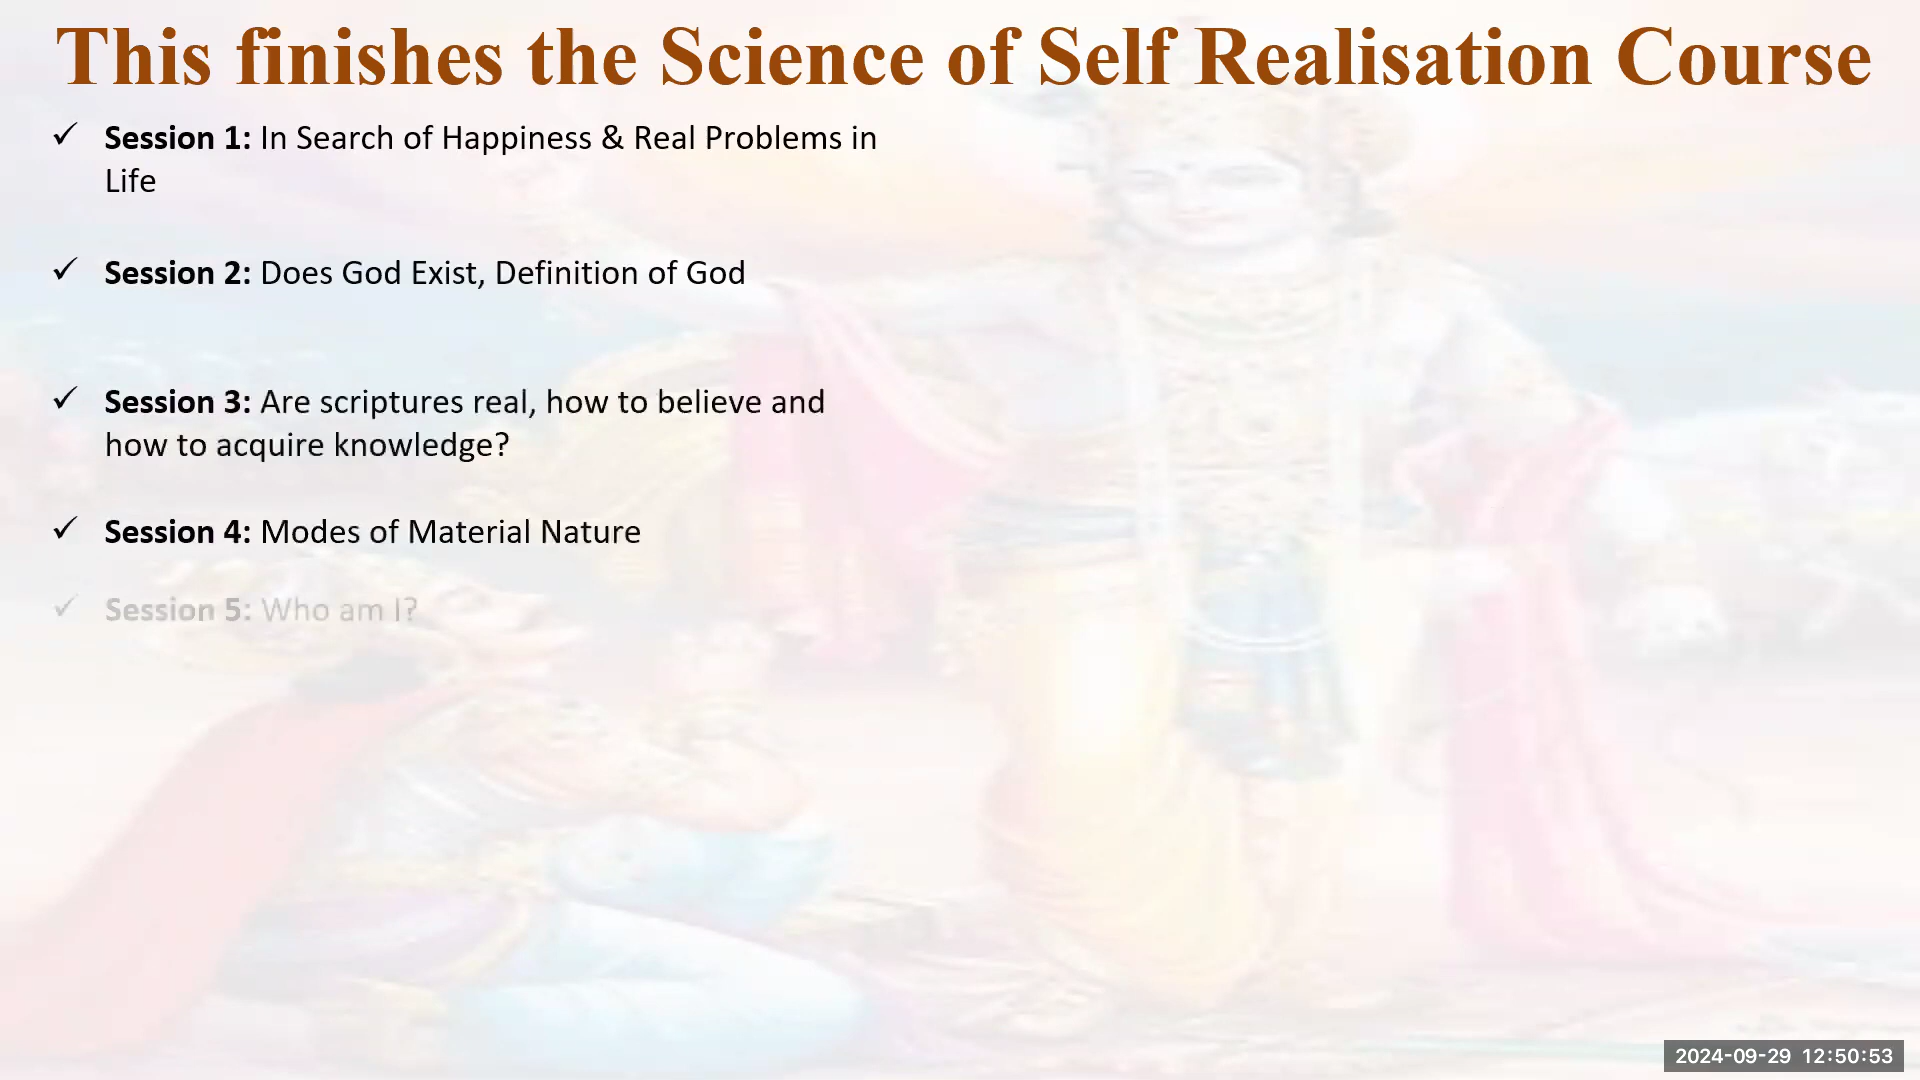 This finishes the Science of Self Realisation Course
✓ Session 1: In Search of Happiness & Real Problems in
Life
✓ Session 2: Does God Exist, Definition of God
✓ Session 3: Are scriptures real, how to believe and
how to acquire knowledge?
✓ Session 4: Modes of Material Nature
✓ Session 5: Who am I?
2024-09-29 12:50:53